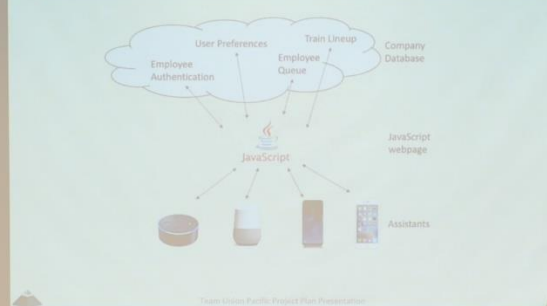 User Preferences
Train Lineup
Company
Database
Employee
Authentication
Employee
Queue
JavaScript
JavaScript
webpage
Assistants
Team Union Pacific Project Plan Presentation